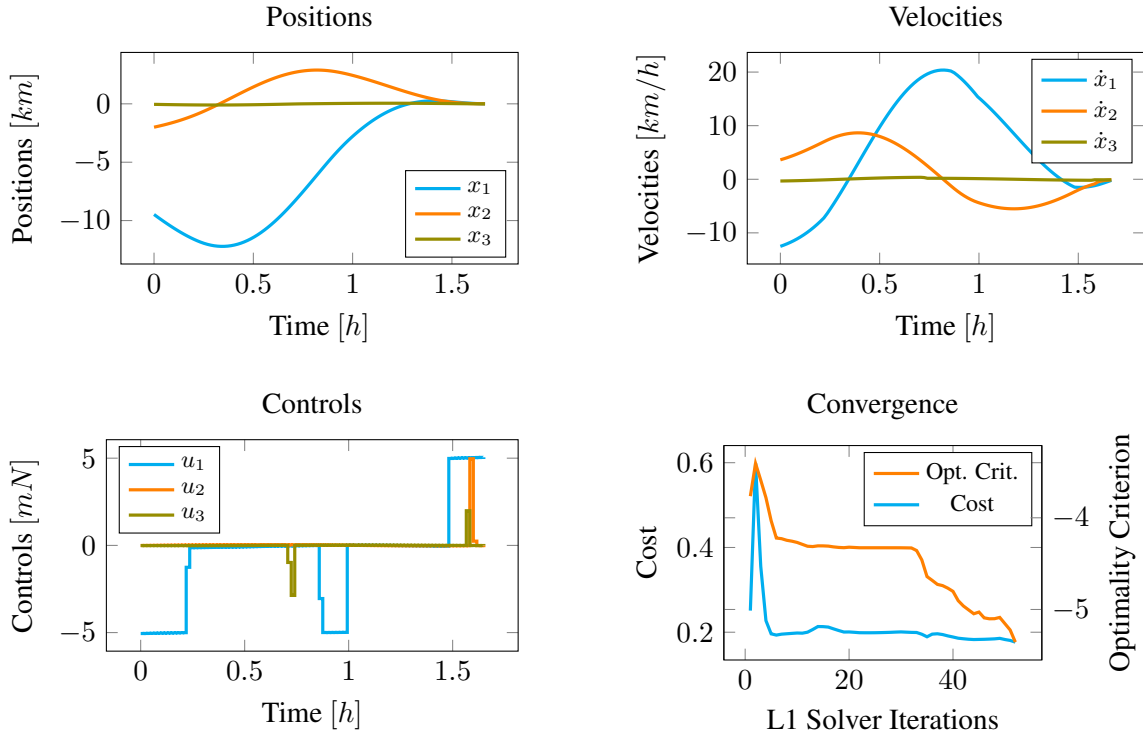 Positions
Positions [km]
0
−5
−10
x₁
x₂
x₃
0
0.5
1
1.5
Time [h]
Velocities
Velocities [km/h]
20
10
0
−10
ẋ₁
ẋ₂
ẋ₃
0
0.5
1
1.5
Time [h]
Controls
Controls [mN]
5
0
−5
u₁
u₂
u₃
0
0.5
1
1.5
Time [h]
Convergence
Cost
0.6
0.4
0.2
Opt. Crit.
Cost
−4
−5
Optimality Criterion
0
20
40
L1 Solver Iterations